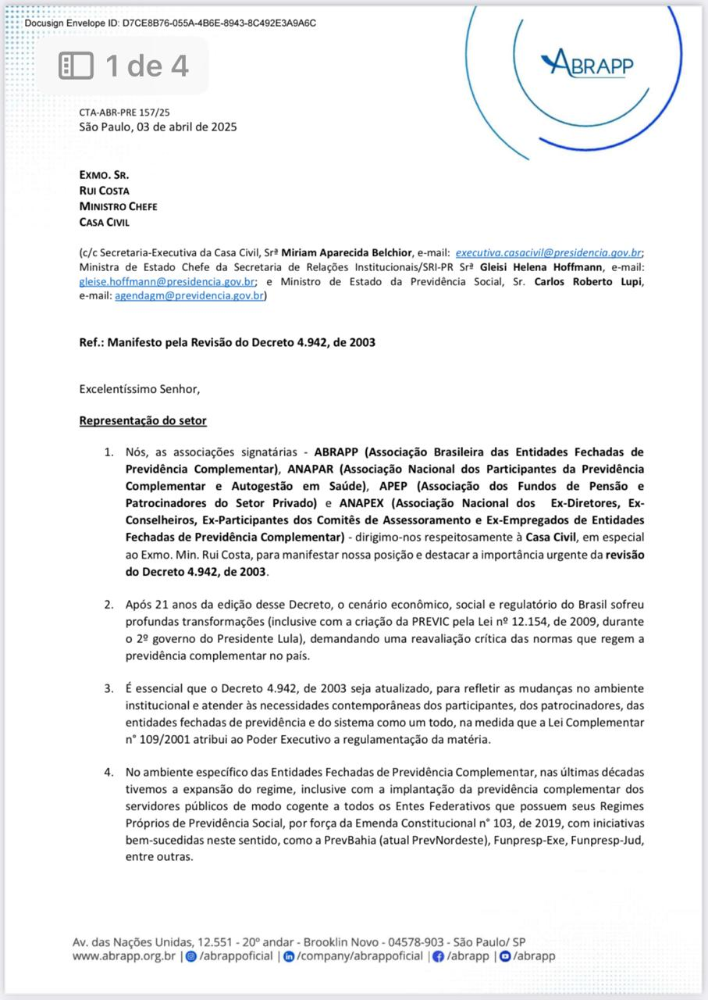 Docusign Envelope ID: D7CE8B76-055A-4B6E-8943-8C492E3A9A6C
1 de 4
ABRAPP
CTA-ABR-PRE 157/25
São Paulo, 03 de abril de 2025
EXMO. SR.
RUI COSTA
MINISTRO CHEFE
CASA CIVIL
(c/c Secretaria-Executiva da Casa Civil, Srª Miriam Aparecida Belchior, e-mail: executiva.casacivil@presidencia.gov.br;
Ministra de Estado Chefe da Secretaria de Relações Institucionais/SRI-PR Srª Gleisi Helena Hoffmann, e-mail:
gleise.hoffmann@presidencia.gov.br; e Ministro de Estado da Previdência Social, Sr. Carlos Roberto Lupi,
e-mail: agendagm@previdencia.gov.br)
Ref.: Manifesto pela Revisão do Decreto 4.942, de 2003
Excelentíssimo Senhor,
Representação do setor
1. Nós, as associações signatárias - ABRAPP (Associação Brasileira das Entidades Fechadas de
Previdência Complementar), ANAPAR (Associação Nacional dos Participantes da Previdência
Complementar e Autogestão em Saúde), APEP (Associação dos Fundos de Pensão e
Patrocinadores do Setor Privado) e ANAPEX (Associação Nacional dos Ex-Diretores, Ex-
Conselheiros, Ex-Participantes dos Comitês de Assessoramento e Ex-Empregados de Entidades
Fechadas de Previdência Complementar) - dirigimo-nos respeitosamente à Casa Civil, em especial
ao Exmo. Min. Rui Costa, para manifestar nossa posição e destacar a importância urgente da revisão
do Decreto 4.942, de 2003.
2. Após 21 anos da edição desse Decreto, o cenário econômico, social e regulatório do Brasil sofreu
profundas transformações (inclusive com a criação da PREVIC pela Lei nº 12.154, de 2009, durante
o 2º governo do Presidente Lula), demandando uma reavaliação crítica das normas que regem a
previdência complementar no país.
3. É essencial que o Decreto 4.942, de 2003 seja atualizado, para refletir as mudanças no ambiente
institucional e atender às necessidades contemporâneas dos participantes, dos patrocinadores, das
entidades fechadas de previdência e do sistema como um todo, na medida que a Lei Complementar
n° 109/2001 atribui ao Poder Executivo a regulamentação da matéria.
4. No ambiente específico das Entidades Fechadas de Previdência Complementar, nas últimas décadas
tivemos a expansão do regime, inclusive com a implantação da previdência complementar dos
servidores públicos de modo cogente a todos os Entes Federativos que possuem seus Regimes
Próprios de Previdência Social, por força da Emenda Constitucional n° 103, de 2019, com iniciativas
bem-sucedidas neste sentido, como a PrevBahia (atual PrevNordeste), Funpresp-Exe, Funpresp-Jud,
entre outras.
Av. das Nações Unidas, 12.551 - 20º andar - Brooklin Novo - 04578-903 - São Paulo/ SP
www.abrapp.org.br | /abrappoficial | /company/abrappoficial | /abrapp | /abrapp